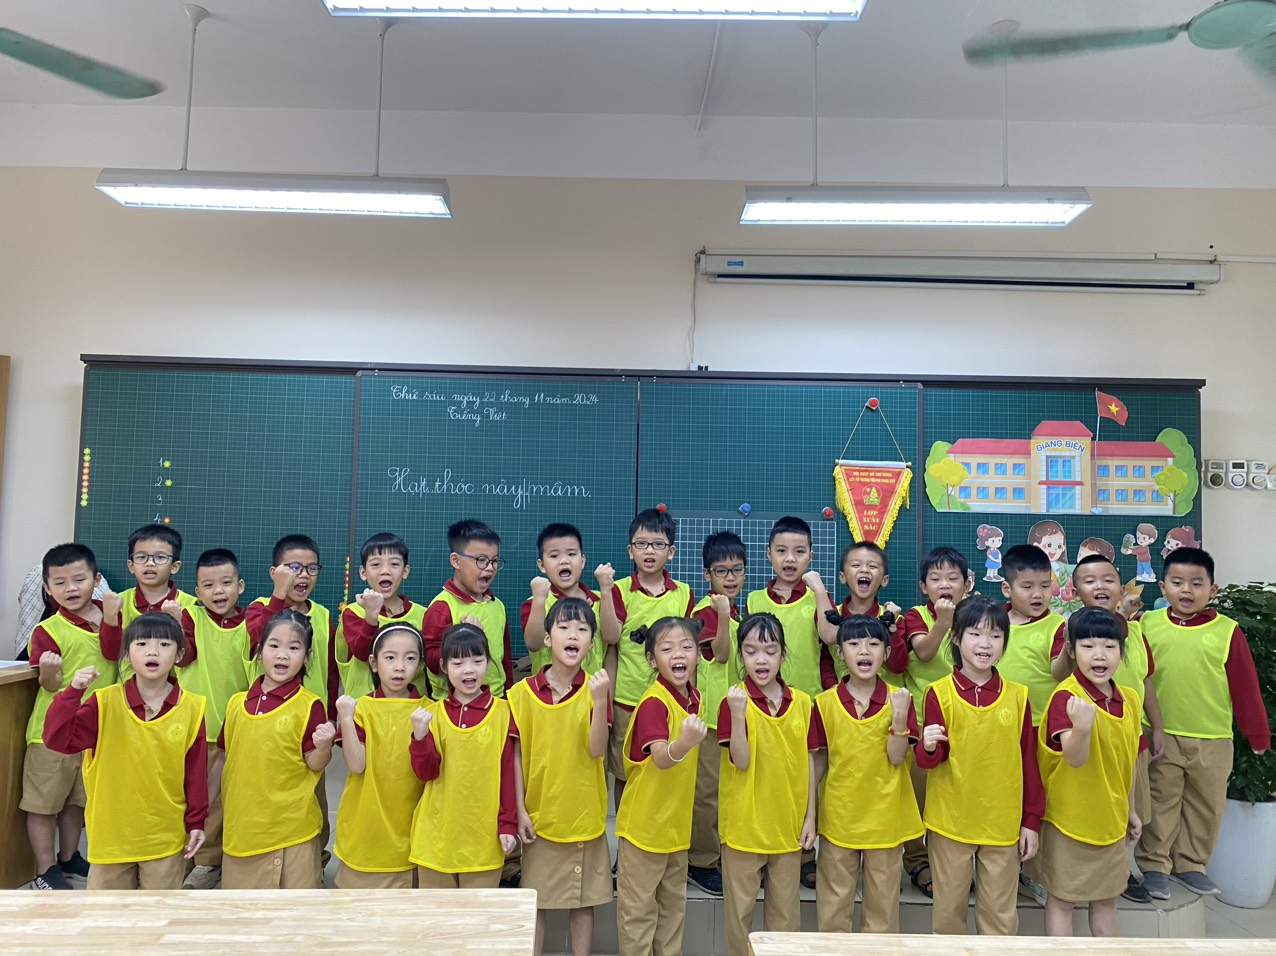 Thứ sáu ngày 22 tháng 11 năm 2024
Tiếng Việt
1
2
3
4
Hạt thóc nảy mầm.
LỚP
XUẤT
SẮC
GIANG BIÊN